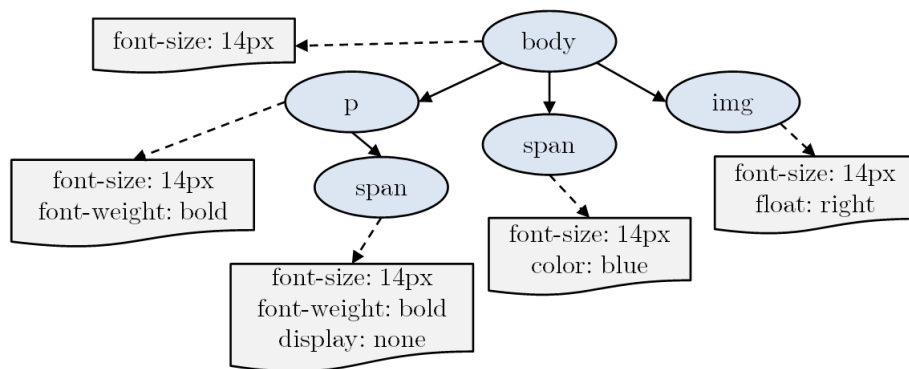 font-size: 14px
body
p
img
span
font-size: 14px
font-weight: bold
span
font-size: 14px
float: right
font-size: 14px
color: blue
font-size: 14px
font-weight: bold
display: none